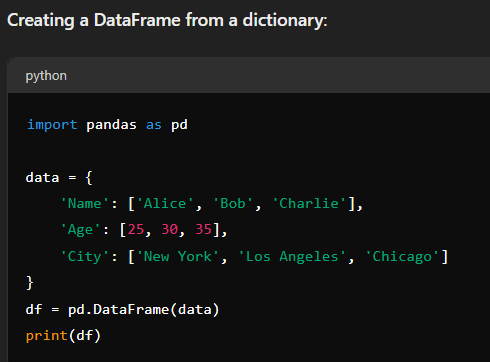 Creating a DataFrame from a dictionary:
python
import pandas as pd
data = {
    'Name': ['Alice', 'Bob', 'Charlie'],
    'Age': [25, 30, 35],
    'City': ['New York', 'Los Angeles', 'Chicago']
}
df = pd.DataFrame(data)
print(df)